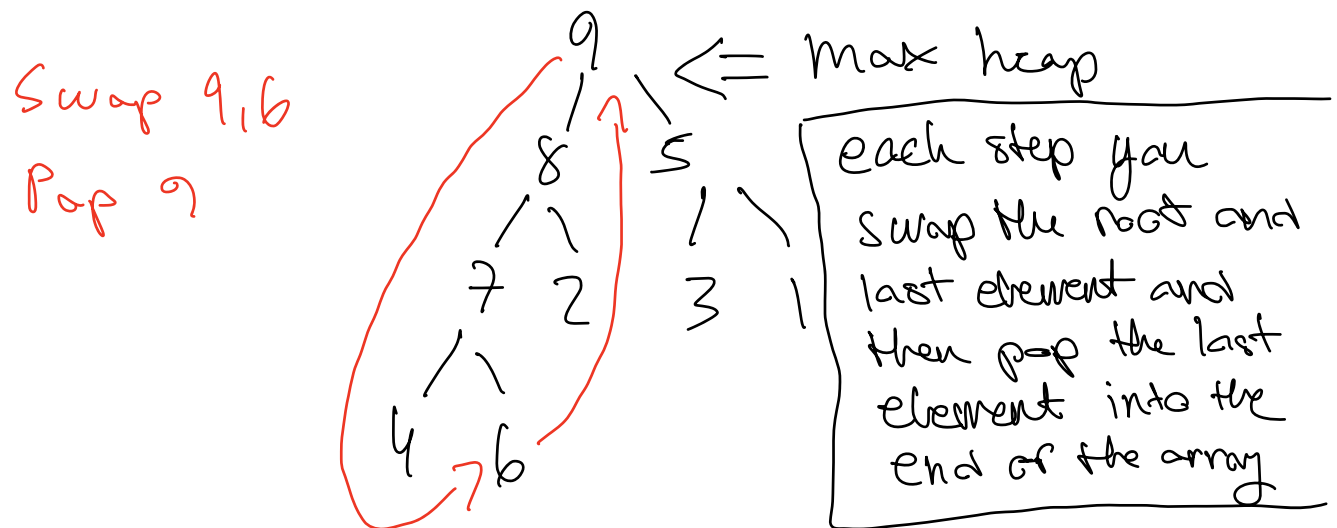 Swap 9,6
Pop 9
9 <= Max heap
8 5
7 2 3 1
4 6
each step you
swap the root and
last element and
then pop the last
element into the
end of the array